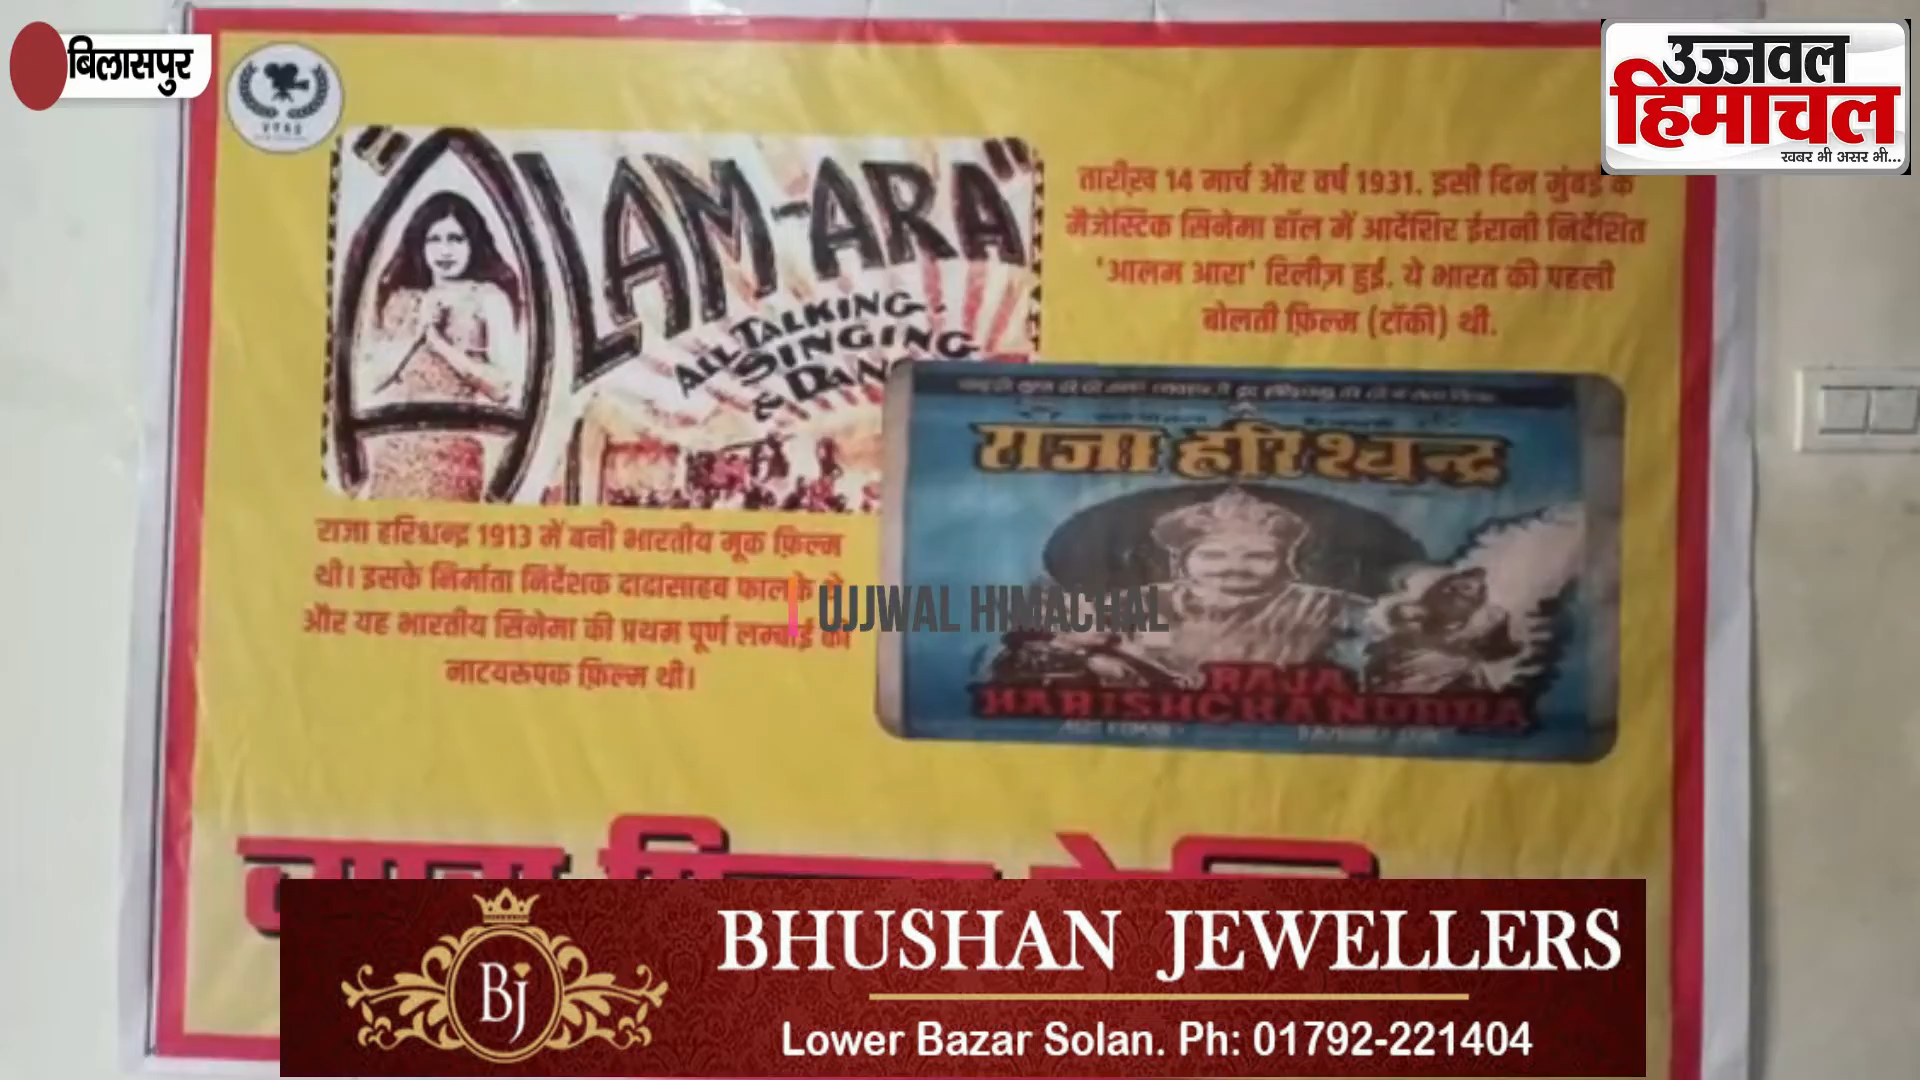 बिलासपुर
उज्जवल
हिमाचल
खबर भी असर भी...
"ALAM-ARA"
ALL TALKING
SINGING
&
तारीख़ 14 मार्च और वर्ष 1931. इसी दिन मुंबई के
मैजेस्टिक सिनेमा हॉल में आर्देशिर ईरानी निर्देशित
'आलम आरा' रिलीज़ हुई. ये भारत की पहली
बोलती फ़िल्म (टॉकी) थी.
राजा हरिश्चन्द्र
RAJA
HARISHCHANDRA
राजा हरिश्चन्द्र 1913 में बनी भारतीय मूक फ़िल्म
थी। इसके निर्माता निर्देशक दादासाहब फालके थे
और यह भारतीय सिनेमा की प्रथम पूर्ण लम्बाई की
नाटयरुपक फ़िल्म थी।
UJJWAL HIMACHAL
Bj
BHUSHAN JEWELLERS
Lower Bazar Solan. Ph: 01792-221404